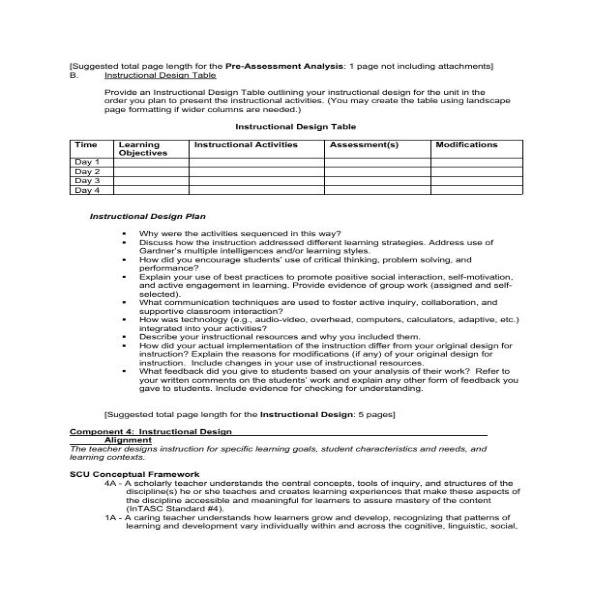 [Suggested total page length for the Pre-Assessment Analysis: 1 page not including attachments]
B. Instructional Design Table
Provide an Instructional Design Table outlining your instructional design for the unit in the
order you plan to present the instructional activities. (You may create the table using landscape
page formatting if wider columns are needed.)
Instructional Design Table
Time Learning Objectives Instructional Activities Assessment(s) Modifications
Day 1
Day 2
Day 3
Day 4
Instructional Design Plan
▪ Why were the activities sequenced in this way?
▪ Discuss how the instruction addressed different learning strategies. Address use of
Gardner's multiple intelligences and/or learning styles.
▪ How did you encourage students' use of critical thinking, problem solving, and
performance?
▪ Explain your use of best practices to promote positive social interaction, self-motivation,
and active engagement in learning. Provide evidence of group work (assigned and self-
selected).
▪ What communication techniques are used to foster active inquiry, collaboration, and
supportive classroom interaction?
▪ How was technology (e.g., audio-video, overhead, computers, calculators, adaptive, etc.)
integrated into your activities?
▪ Describe your instructional resources and why you included them.
▪ How did your actual implementation of the instruction differ from your original design for
instruction? Explain the reasons for modifications (if any) of your original design for
instruction. Include changes in your use of instructional resources.
▪ What feedback did you give to students based on your analysis of their work? Refer to
your written comments on the students' work and explain any other form of feedback you
gave to students. Include evidence for checking for understanding.
[Suggested total page length for the Instructional Design: 5 pages]
Component 4: Instructional Design
Alignment
The teacher designs instruction for specific learning goals, student characteristics and needs, and
learning contexts.
SCU Conceptual Framework
4A - A scholarly teacher understands the central concepts, tools of inquiry, and structures of the
discipline(s) he or she teaches and creates learning experiences that make these aspects of
the discipline accessible and meaningful for learners to assure mastery of the content
(InTASC Standard #4).
1A - A caring teacher understands how learners grow and develop, recognizing that patterns of
learning and development vary individually within and across the cognitive, linguistic, social,